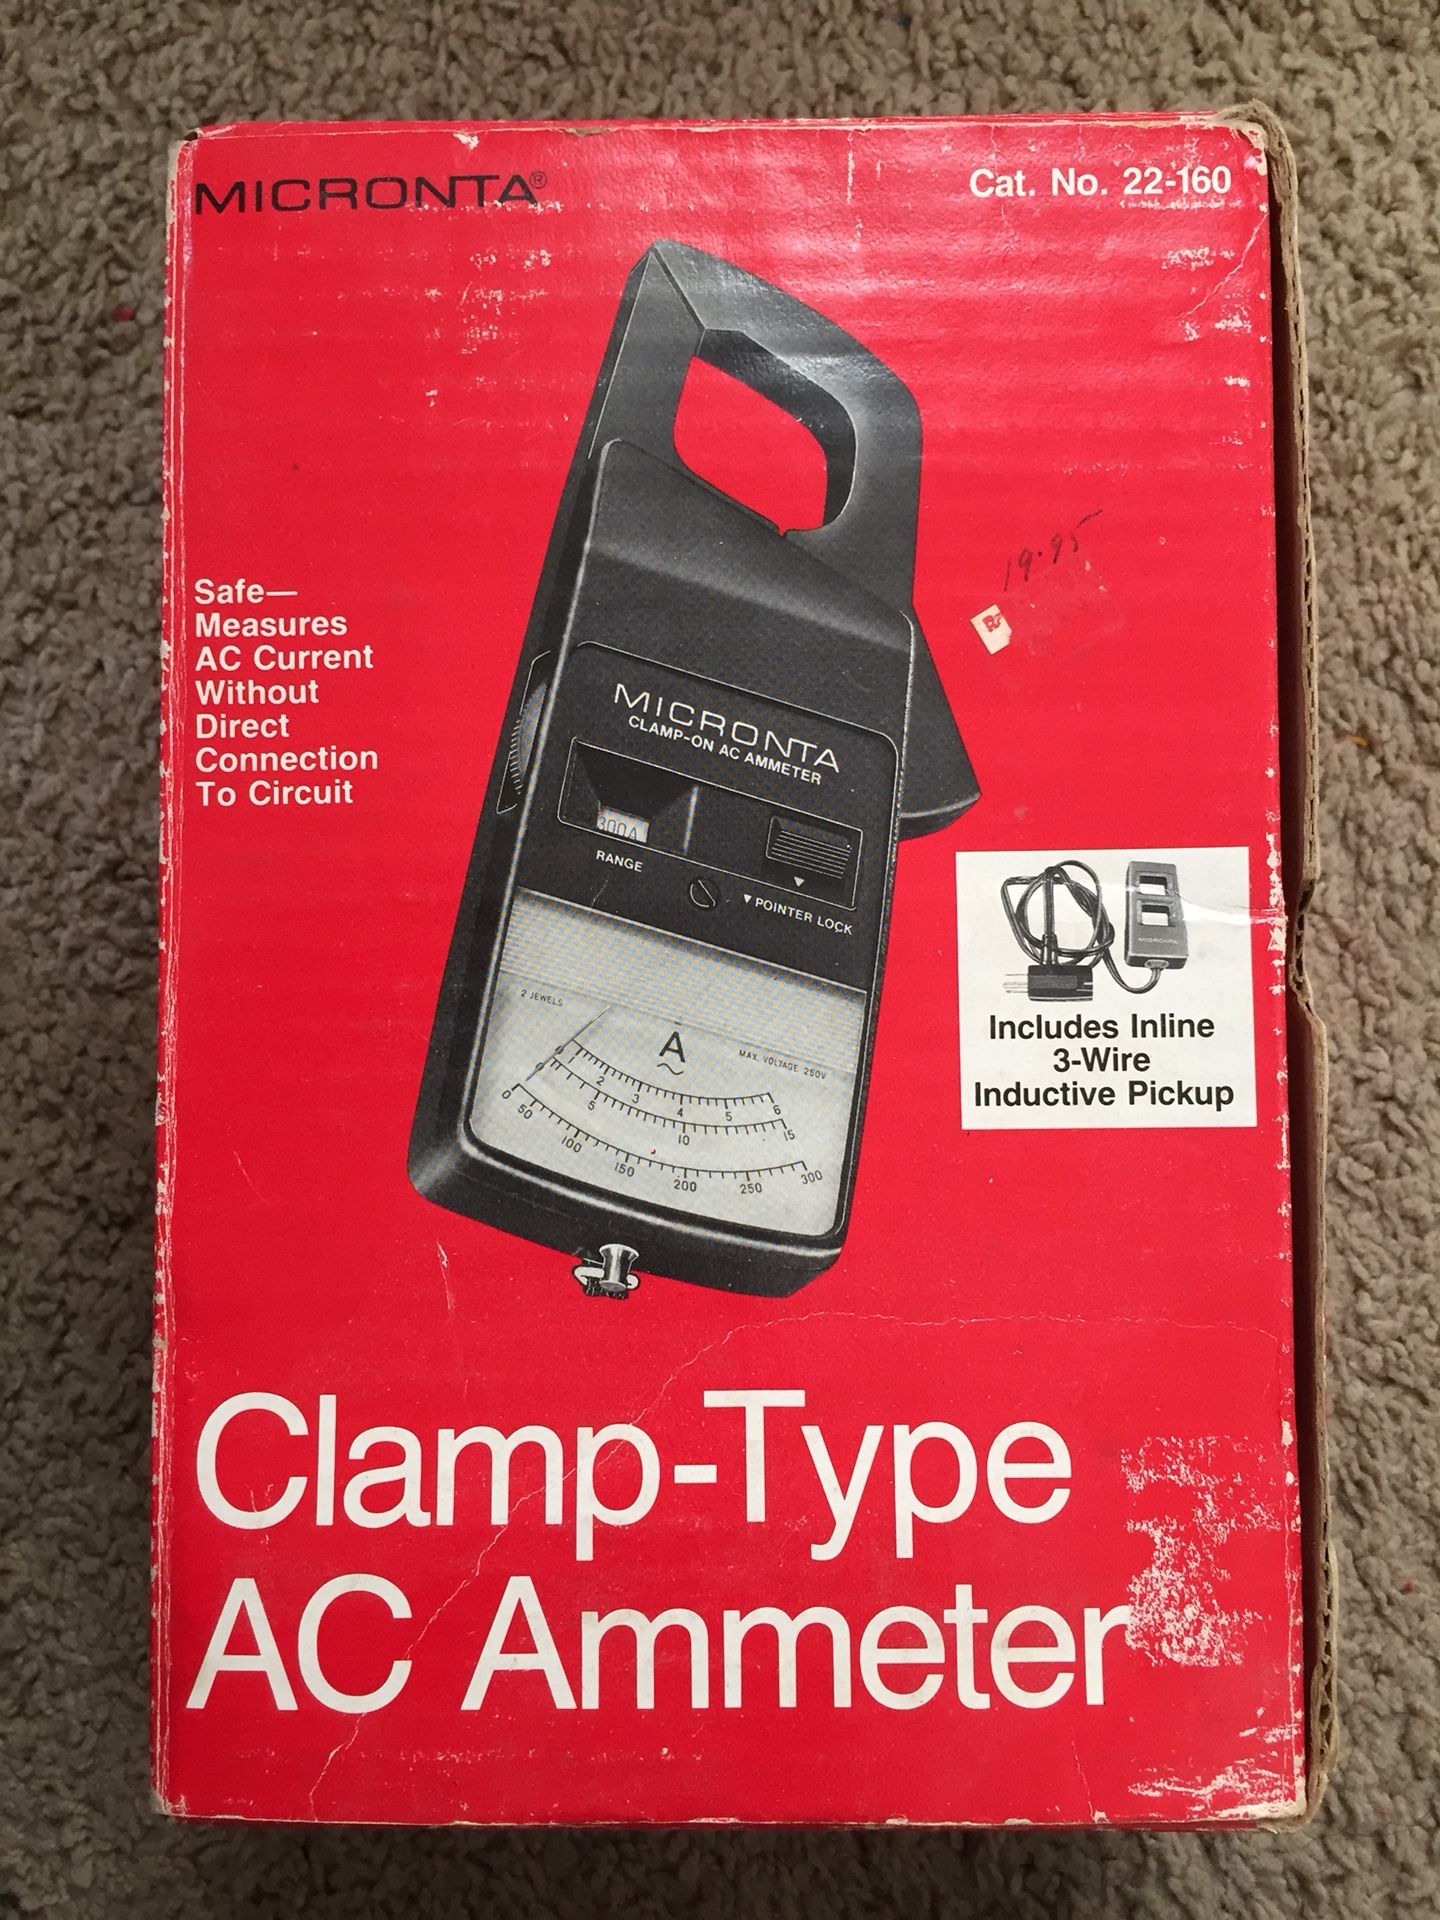 MICRONTA®
Cat. No. 22-160
19.95
Safe—
Measures
AC Current
Without
Direct
Connection
To Circuit
MICRONTA
CLAMP-ON AC AMMETER
300A
RANGE
▼ POINTER LOCK
2 JEWELS
A
MAX. VOLTAGE 250V
1 2 3 4 5 6
5 10 15
0 50 100 150 200 250 300
MICRONTA
Includes Inline
3-Wire
Inductive Pickup
Clamp-Type
AC Ammeter